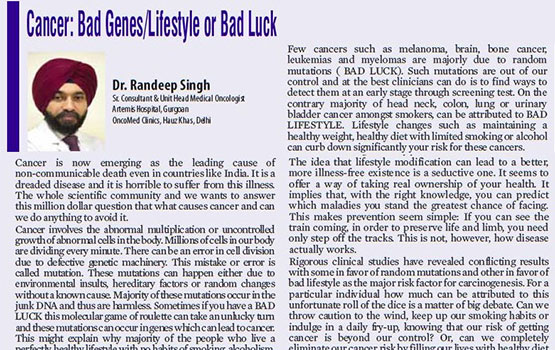 Cancer: Bad Genes/Lifestyle or Bad Luck
Dr. Randeep Singh
Sr. Consultant & Unit Head Medical Oncologist
Artemis Hospital, Gurgoan
OncoMed Clinics, Hauz Khas, Delhi
Cancer is now emerging as the leading cause of
non-communicable death even in countries like India. It is a
dreaded disease and it is horrible to suffer from this illness.
The whole scientific community and we wants to answer
this million dollar question that what causes cancer and can
we do anything to avoid it.
Cancer involves the abnormal multiplication or uncontrolled
growth of abnormal cells in the body. Millions of cells in our body
are dividing every minute. There can be an error in cell division
due to defective genetic machinery. This mistake or error is
called mutation. These mutations can happen either due to
environmental insults, hereditary factors or random changes
without a known cause. Majority of these mutations occur in the
junk DNA and thus are harmless. Sometimes if you have a BAD
LUCK this molecular game of roulette can take an unlucky turn
and these mutations can occur in genes which can lead to cancer.
This might explain why majority of the people who live a
perfectly healthy lifestyle with no habits of smoking, alcoholism,
Few cancers such as melanoma, brain, bone cancer,
leukemias and myelomas are majorly due to random
mutations ( BAD LUCK). Such mutations are out of our
control and at the best clinicians can do is to find ways to
detect them at an early stage through screening test. On the
contrary majority of head neck, colon, lung or urinary
bladder cancer amongst smokers, can be attributed to BAD
LIFESTYLE. Lifestyle changes such as maintaining a
healthy weight, healthy diet with limited smoking or alcohol
can curb down significantly your risk for these cancers.
The idea that lifestyle modification can lead to a better,
more illness-free existence is a seductive one. It seems to
offer a way of taking real ownership of your health. It
implies that, with the right knowledge, you can predict
which maladies you stand the greatest chance of facing.
This makes prevention seem simple: If you can see the
train coming, in order to preserve life and limb, you need
only step off the tracks. This is not, however, how disease
actually works.
Rigorous clinical studies have revealed conflicting results
with some in favor of random mutations and other in favor of
bad lifestyle as the major risk factor for carcinogenesis. For a
particular individual how much can be attributed to this
unfortunate roll of the dice is a matter of big debate. Can we
throw caution to the wind, keep up our smoking habits or
indulge in a daily fry-up, knowing that our risk of getting
cancer is beyond our control? Or, can we completely
eliminate our cancer risk by filling our lives with healthy diet